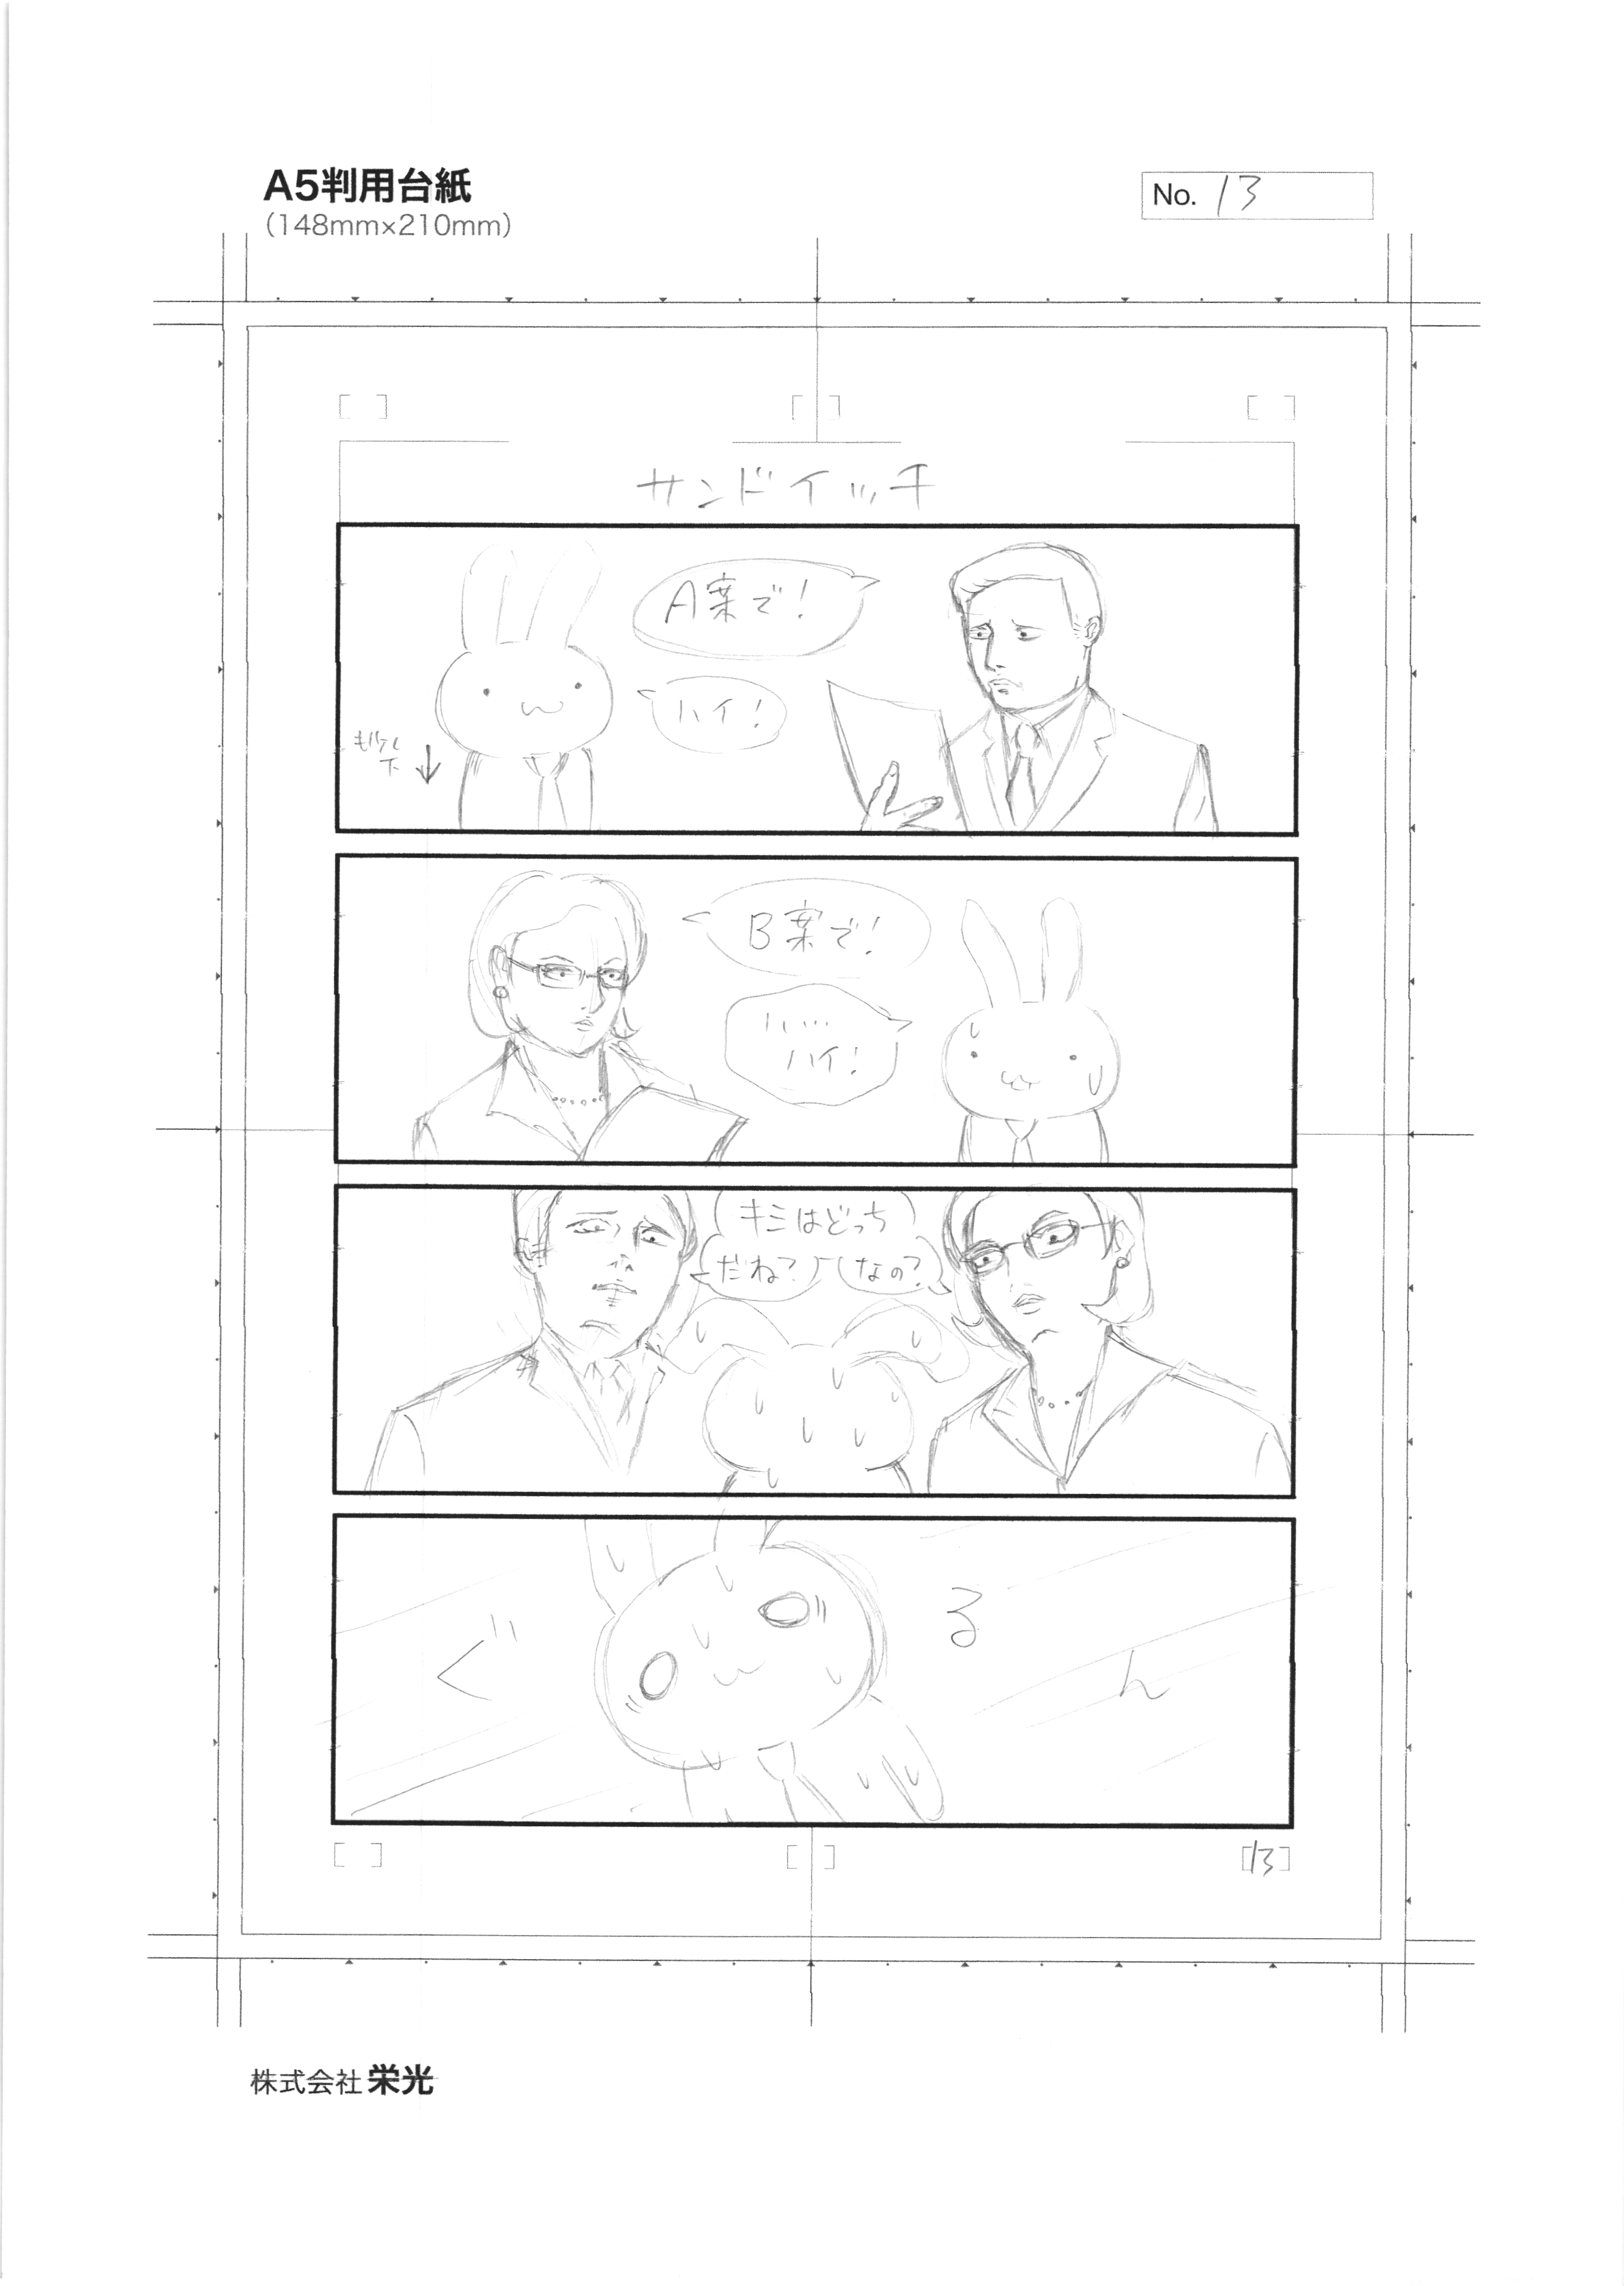 A5判用台紙
(148mm×210mm)
No. 13
サンドイッチ
A案で!
ハイ!
下
B案で!
ハ…
ハイ!
キミはどっち
だね?
なの?
ぐ
る
ん
13
株式会社 栄光